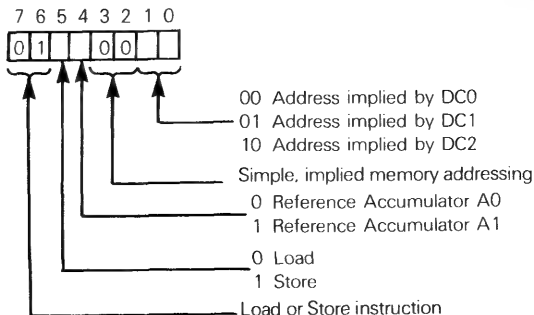 7 6 5 4 3 2 1 0
0 1 0 0
00 Address implied by DC0
01 Address implied by DC1
10 Address implied by DC2
Simple, implied memory addressing
0 Reference Accumulator A0
1 Reference Accumulator A1
0 Load
1 Store
Load or Store instruction